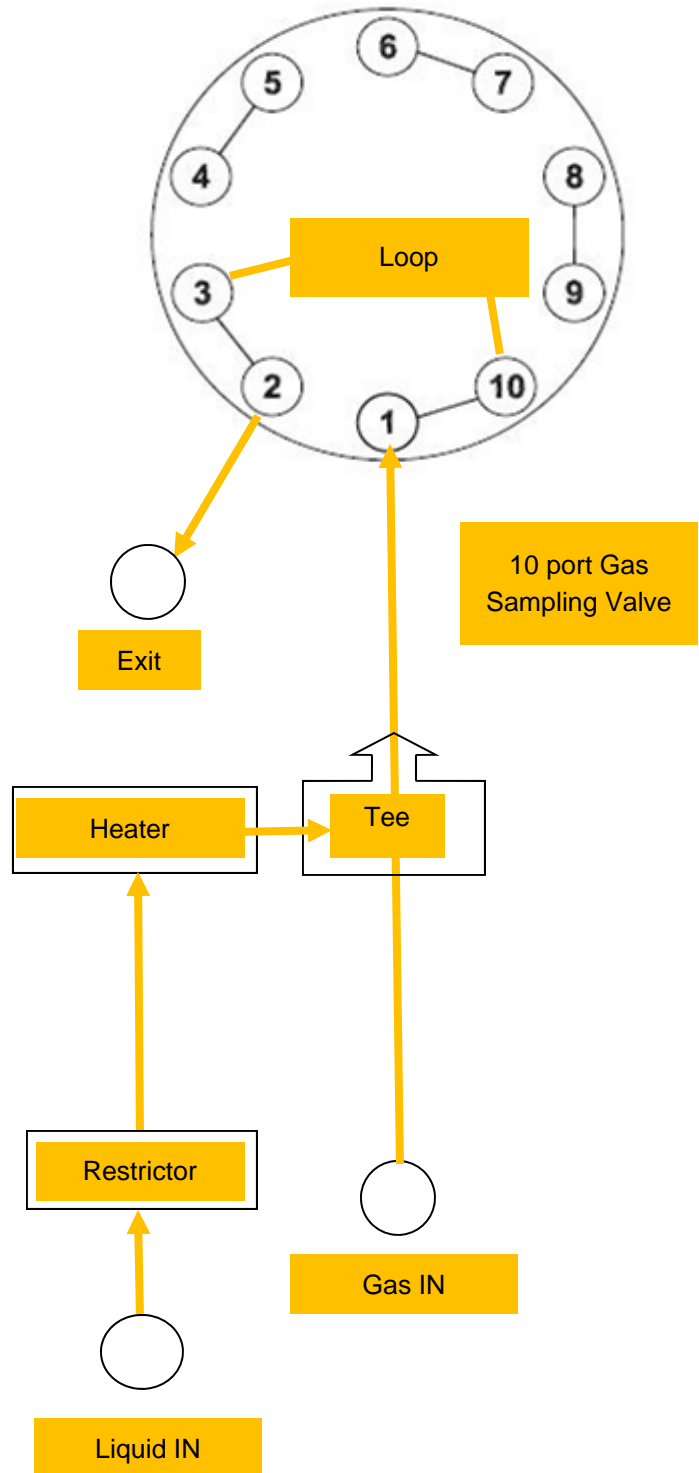 6
5
7
4
8
Loop
3
9
2
10
1
10 port Gas
Sampling Valve
Exit
Heater
Tee
Restrictor
Gas IN
Liquid IN